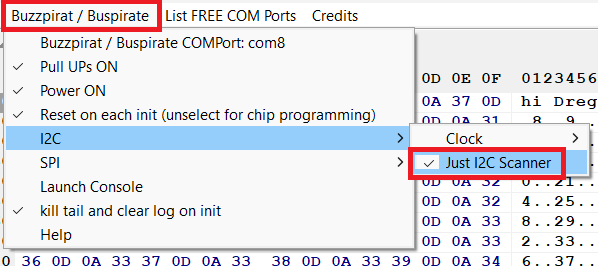 Buzzpirat / Buspirate List FREE COM Ports Credits
Buzzpirat / Buspirate COMPort: com8
Pull UPs ON
Power ON
Reset on each init (unselect for chip programming)
I2C
SPI
Launch Console
kill tail and clear log on init
Help
Clock
Just I2C Scanner
0D 0E 0F 0123456
0A 37 0D hi Dreg
0D 0A 31 8..9..
0A 32 0..21.
0A 32 4..25.
0A 33 8..29.
0D 0A 33 2..33.
0 36 0D 0A 33 37 0D 0A 33 38 0D 0A 33 39 0D 0A 34 6..37.